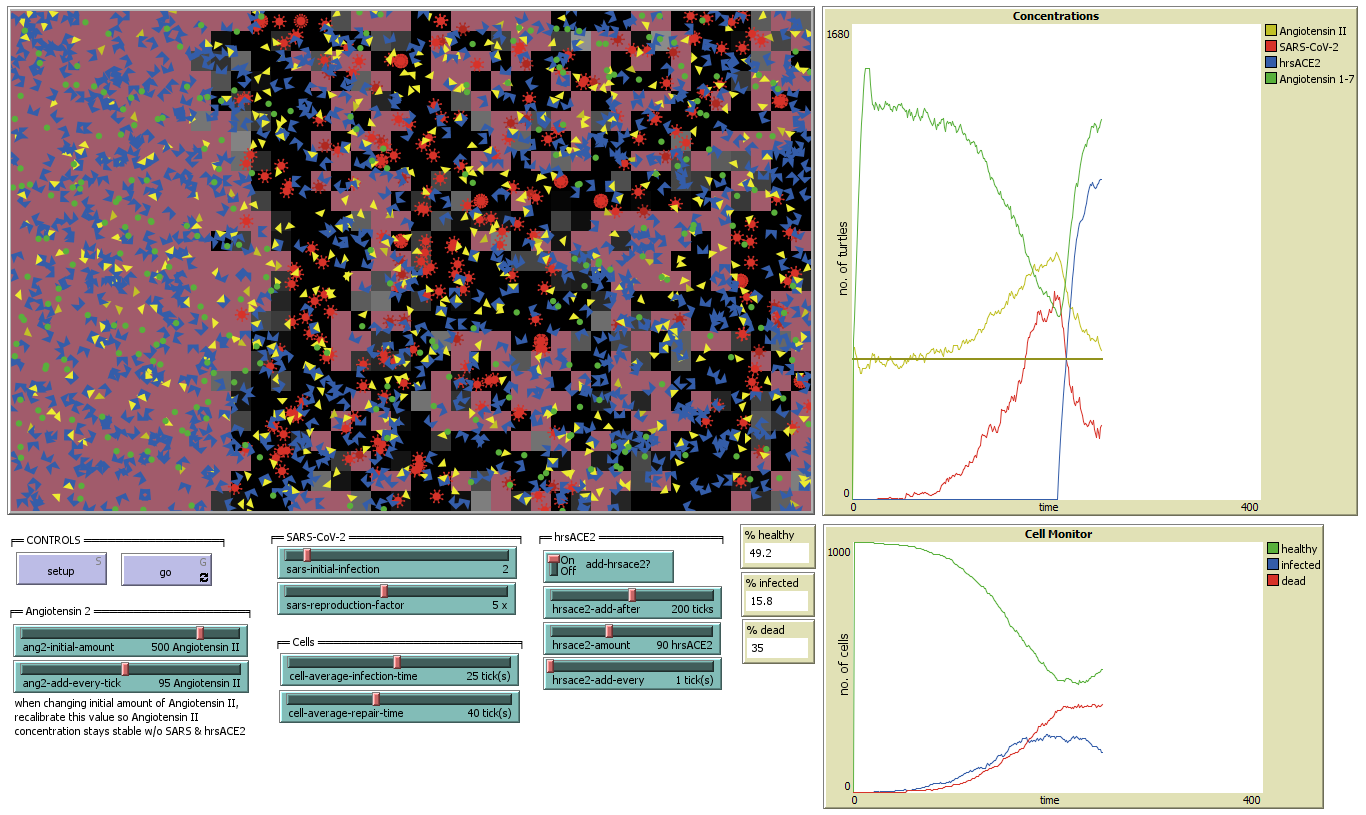 Concentrations
1680
no. of turtles
0
0
time
400
Angiotensin II
SARS-CoV-2
hrsACE2
Angiotensin 1-7
CONTROLS
setup
S
go
G
Angiotensin 2
ang2-initial-amount 500 Angiotensin II
ang2-add-every-tick 95 Angiotensin II
when changing initial amount of Angiotensin II,
recalibrate this value so Angiotensin II
concentration stays stable w/o SARS & hrsACE2
SARS-CoV-2
sars-initial-infection 2
sars-reproduction-factor 5 x
Cells
cell-average-infection-time 25 tick(s)
cell-average-repair-time 40 tick(s)
hrsACE2
On
Off
add-hrsace2?
hrsace2-add-after 200 ticks
hrsace2-amount 90 hrsACE2
hrsace2-add-every 1 tick(s)
% healthy
49.2
% infected
15.8
% dead
35
Cell Monitor
1000
no. of cells
0
0
time
400
healthy
infected
dead